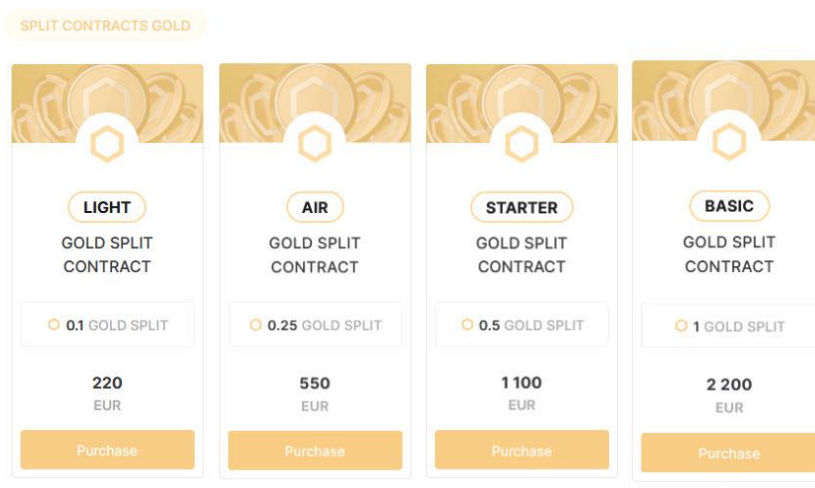 SPLIT CONTRACTS GOLD
LIGHT
GOLD SPLIT
CONTRACT
0.1 GOLD SPLIT
220
EUR
Purchase
AIR
GOLD SPLIT
CONTRACT
0.25 GOLD SPLIT
550
EUR
Purchase
STARTER
GOLD SPLIT
CONTRACT
0.5 GOLD SPLIT
1 100
EUR
Purchase
BASIC
GOLD SPLIT
CONTRACT
1 GOLD SPLIT
2 200
EUR
Purchase